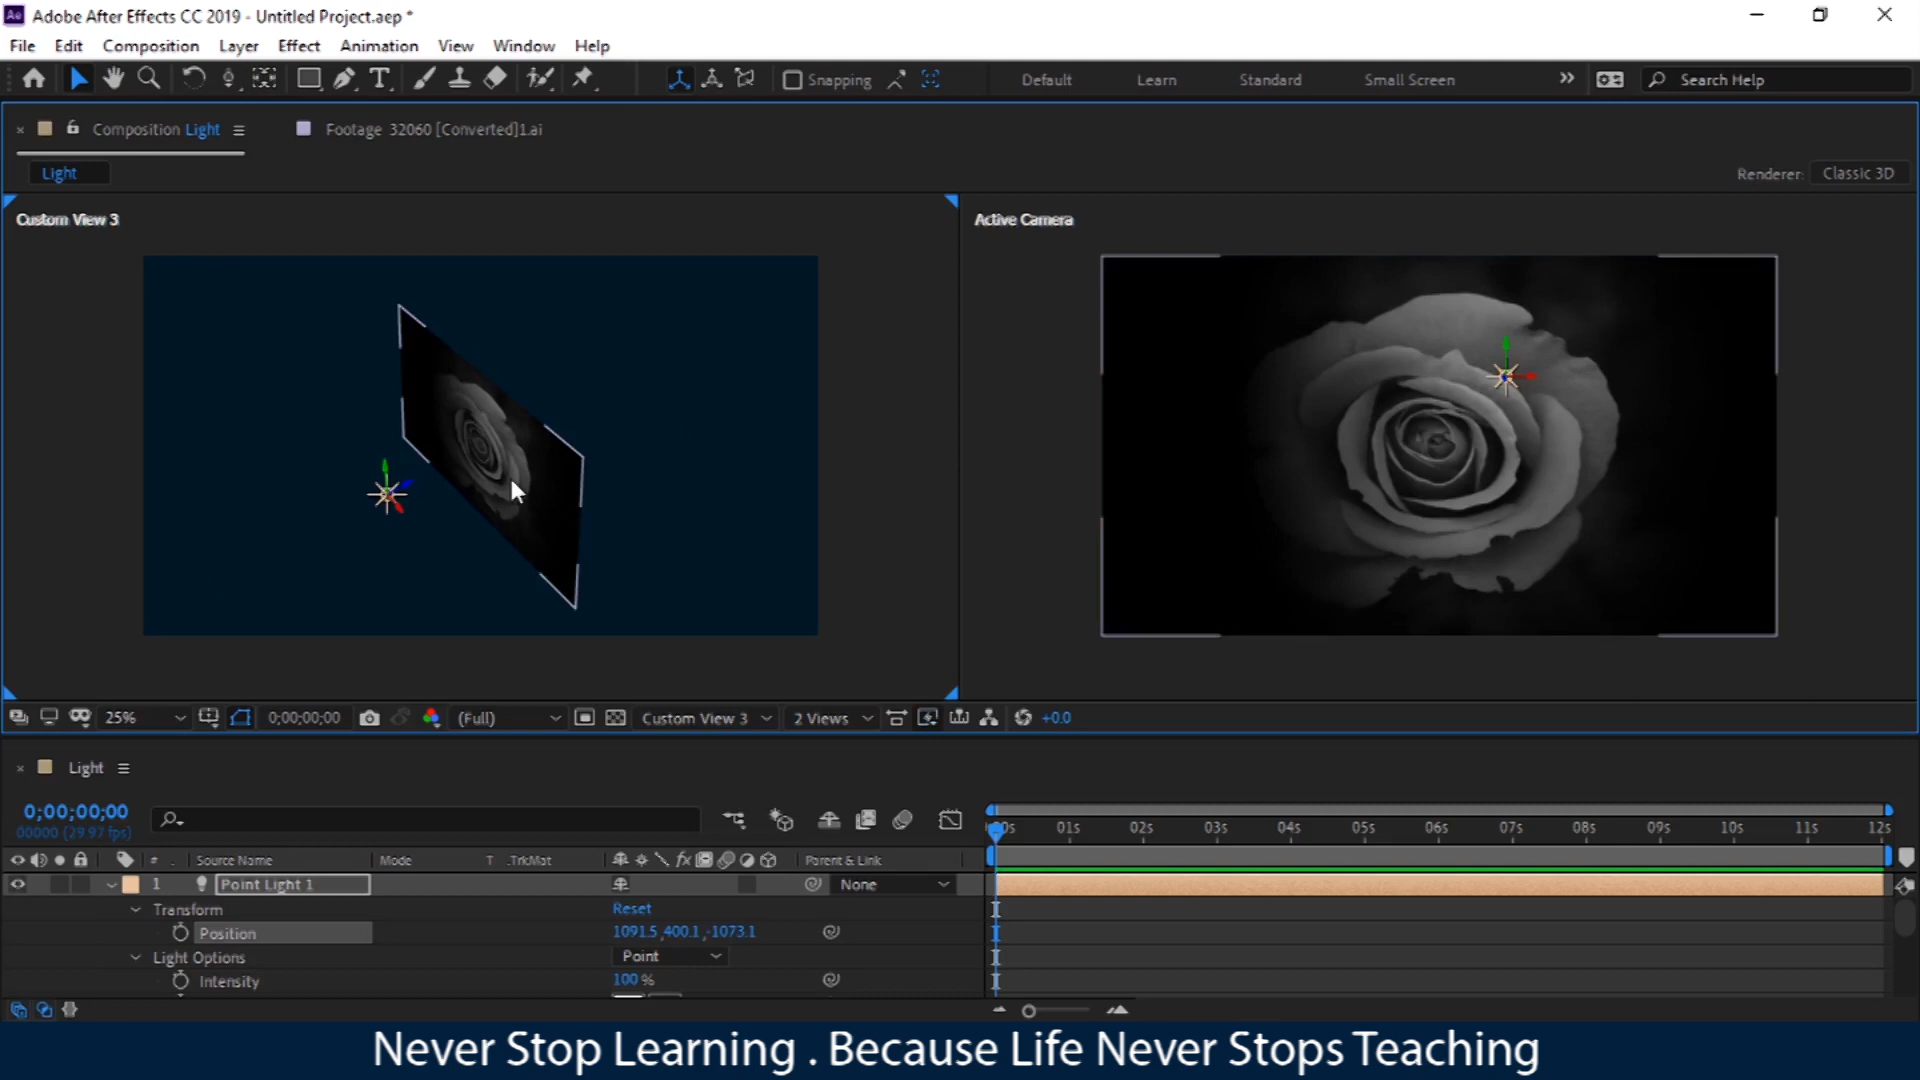 Adobe After Effects CC 2019 - Untitled Project.aep *
File Edit Composition Layer Effect Animation View Window Help
Snapping Default Learn Standard Small Screen Search Help
Composition Light Footage 32060 [Converted]1.ai
Light Renderer: Classic 3D
Custom View 3 Active Camera
25% 0;00;00;00 (Full) Custom View 3 2 Views +0.0
Light
0;00;00;00
00000 (29.97 fps)
01s 02s 03s 04s 05s 06s 07s 08s 09s 10s 11s 12s
# Source Name Mode T .TrkMat Parent & Link
1 Point Light 1 None
Transform Reset
Position 1091.5,400.1,-1073.1
Light Options Point
Intensity 100 %
Never Stop Learning . Because Life Never Stops Teaching